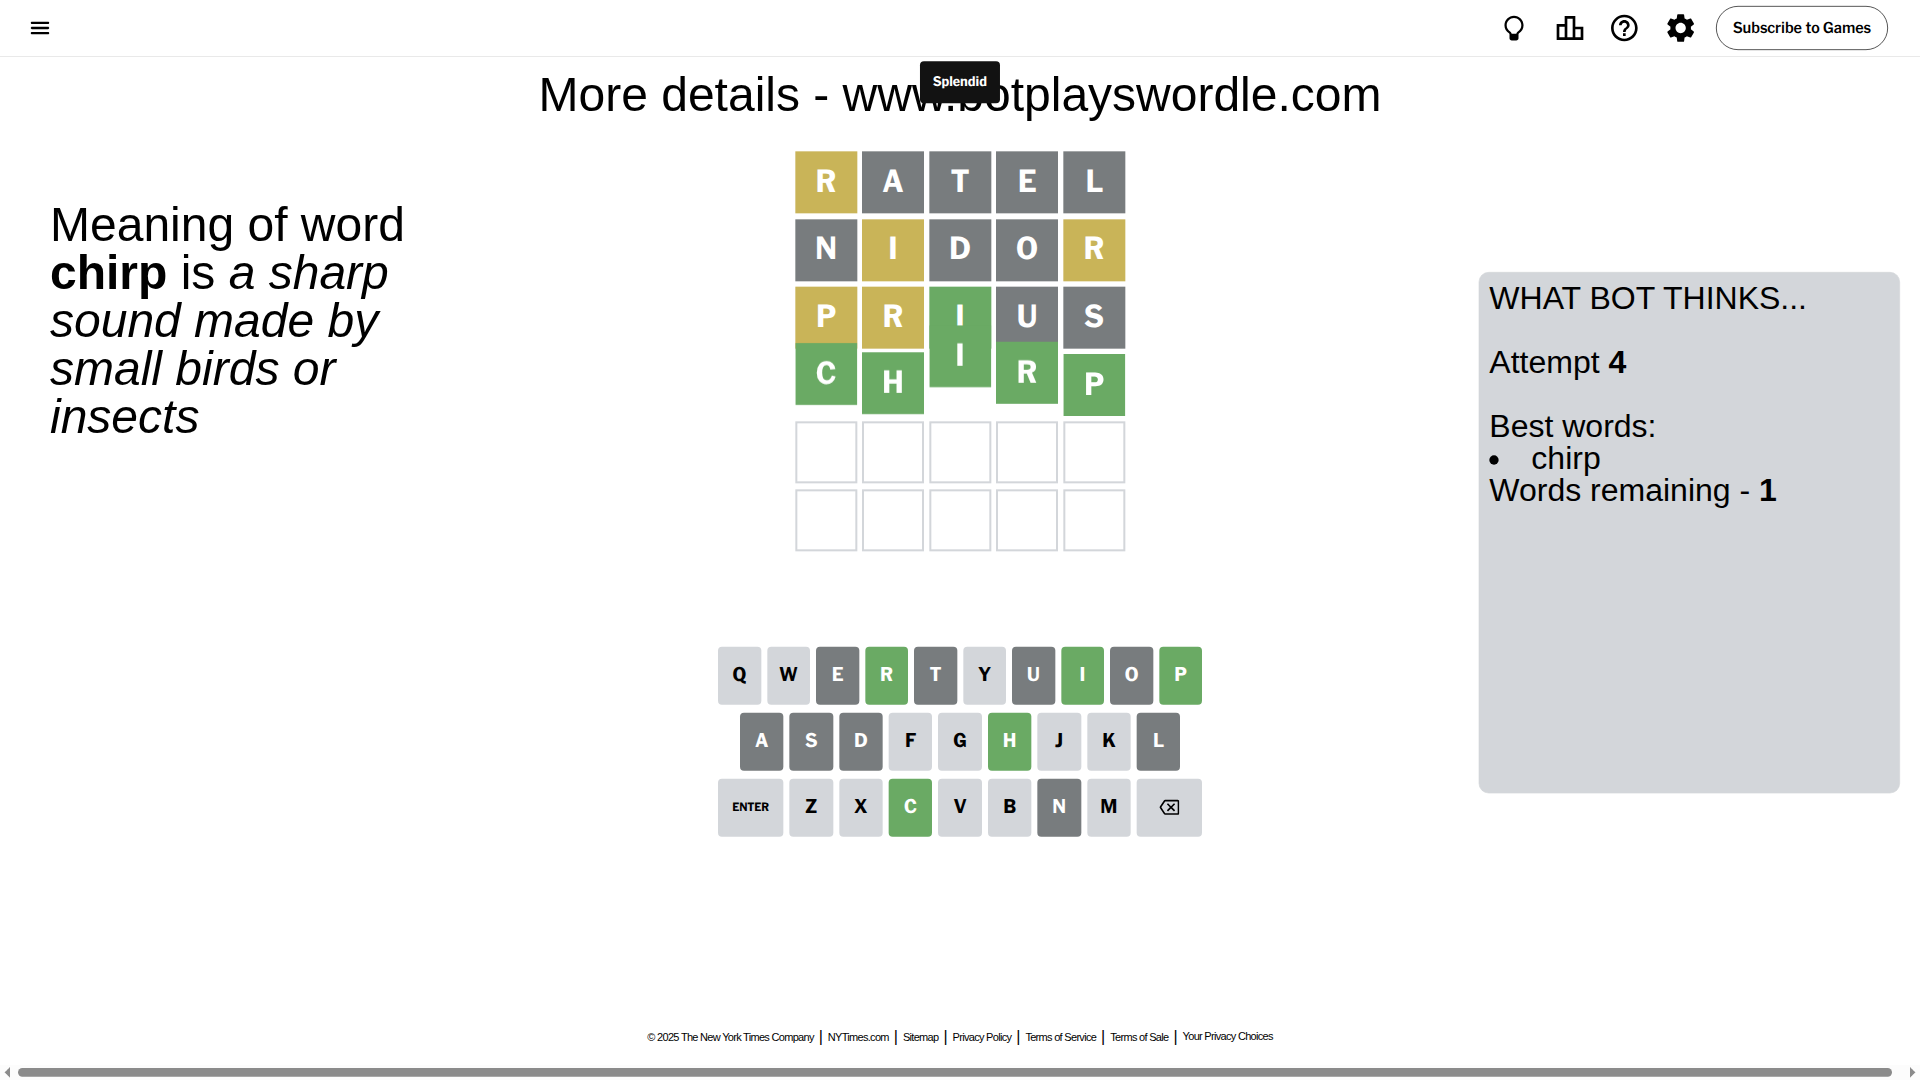 Subscribe to Games
Splendid
More details - www.botplayswordle.com
Meaning of word
chirp is a sharp
sound made by
small birds or
insects
R A T E L
N I D O R
P R I U S
C H I R P
WHAT BOT THINKS...
Attempt 4
Best words:
• chirp
Words remaining - 1
Q W E R T Y U I O P
A S D F G H J K L
ENTER Z X C V B N M
© 2025 The New York Times Company | NYTimes.com | Sitemap | Privacy Policy | Terms of Service | Terms of Sale | Your Privacy Choices